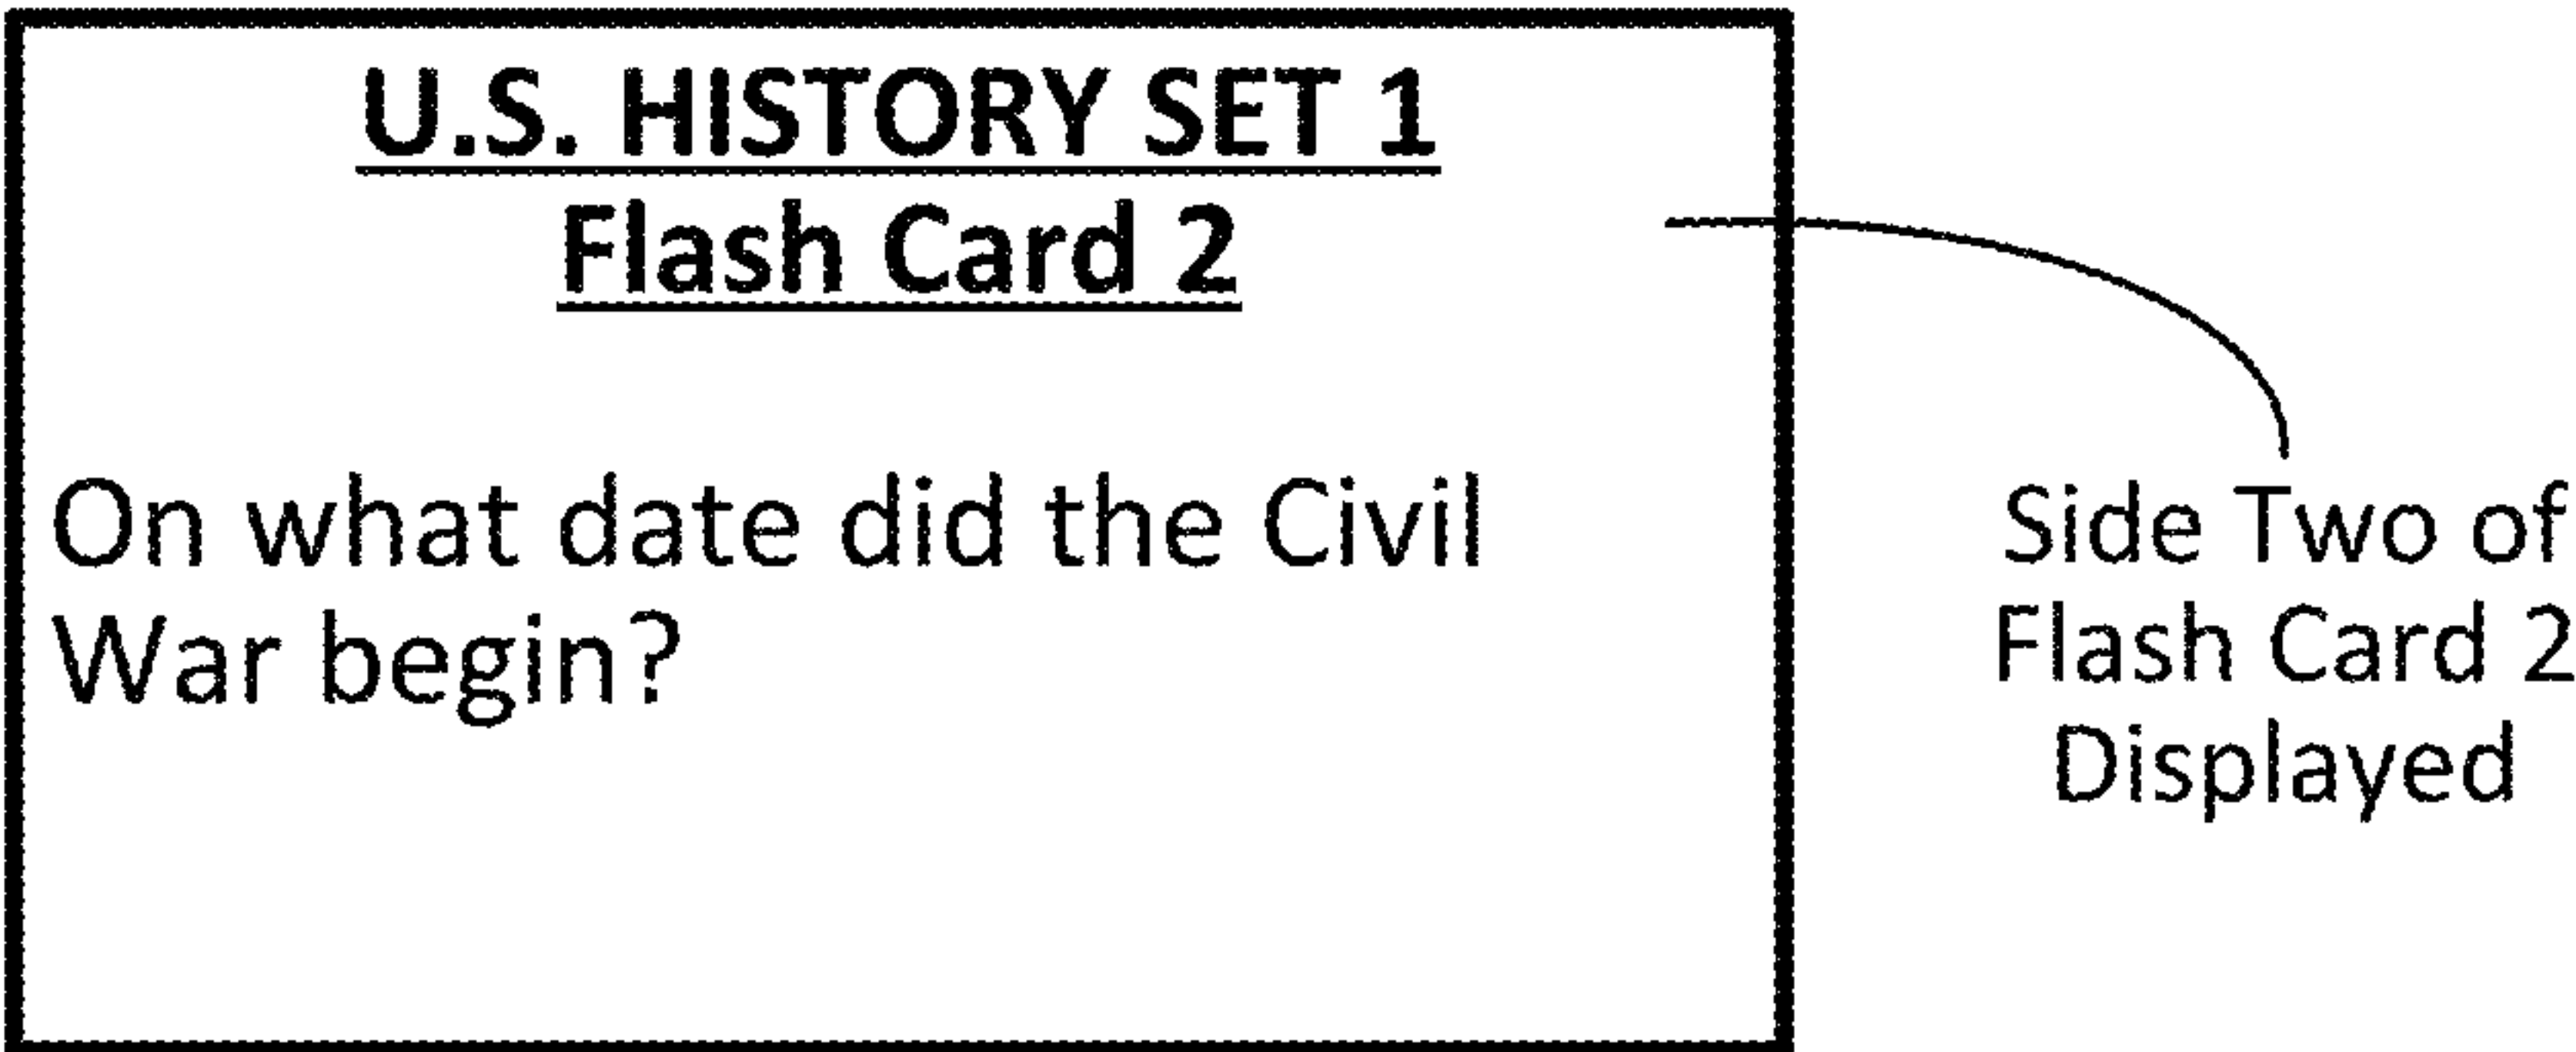 U.S. HISTORY SET 1
Flash Card 2
On what date did the Civil
War begin?
Side Two of
Flash Card 2
Displayed